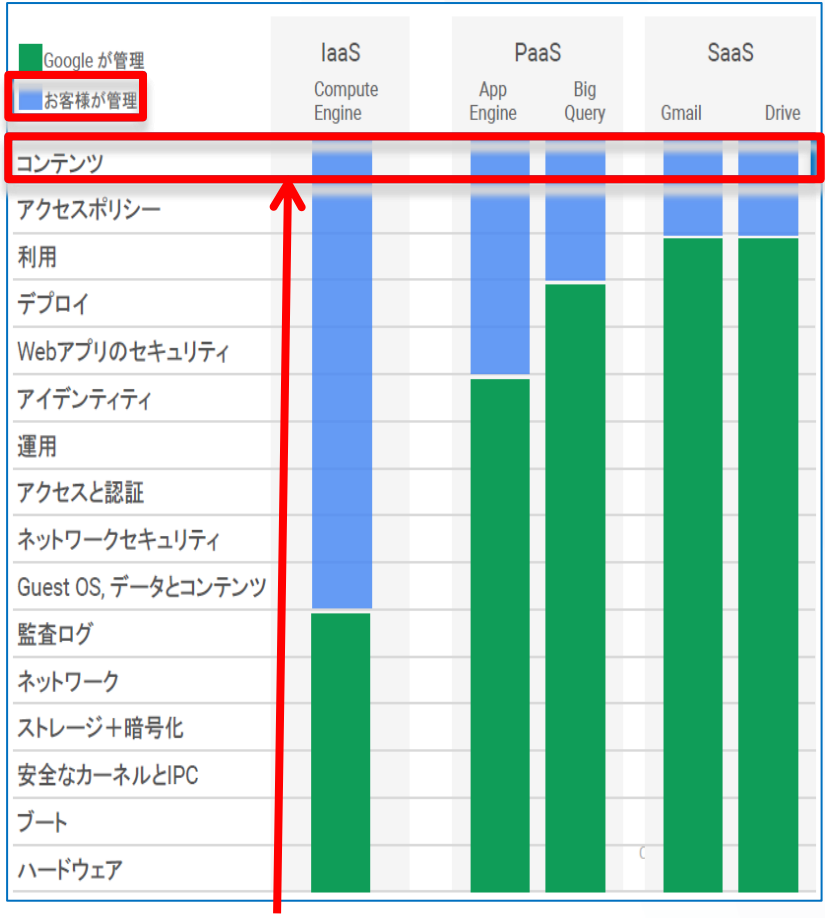 Google が管理
お客様が管理
IaaS
PaaS
SaaS
Compute
Engine
App
Engine
Big
Query
Gmail
Drive
コンテンツ
アクセスポリシー
利用
デプロイ
Webアプリのセキュリティ
アイデンティティ
運用
アクセスと認証
ネットワークセキュリティ
Guest OS, データとコンテンツ
監査ログ
ネットワーク
ストレージ＋暗号化
安全なカーネルとIPC
ブート
ハードウェア